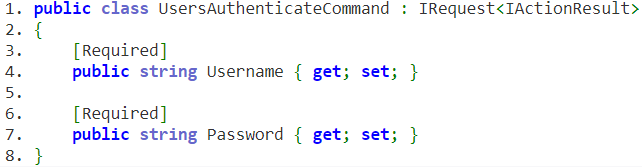 1. public class UsersAuthenticateCommand : IRequest<IActionResult>
2. {
3.     [Required]
4.     public string Username { get; set; }
5.
6.     [Required]
7.     public string Password { get; set; }
8. }